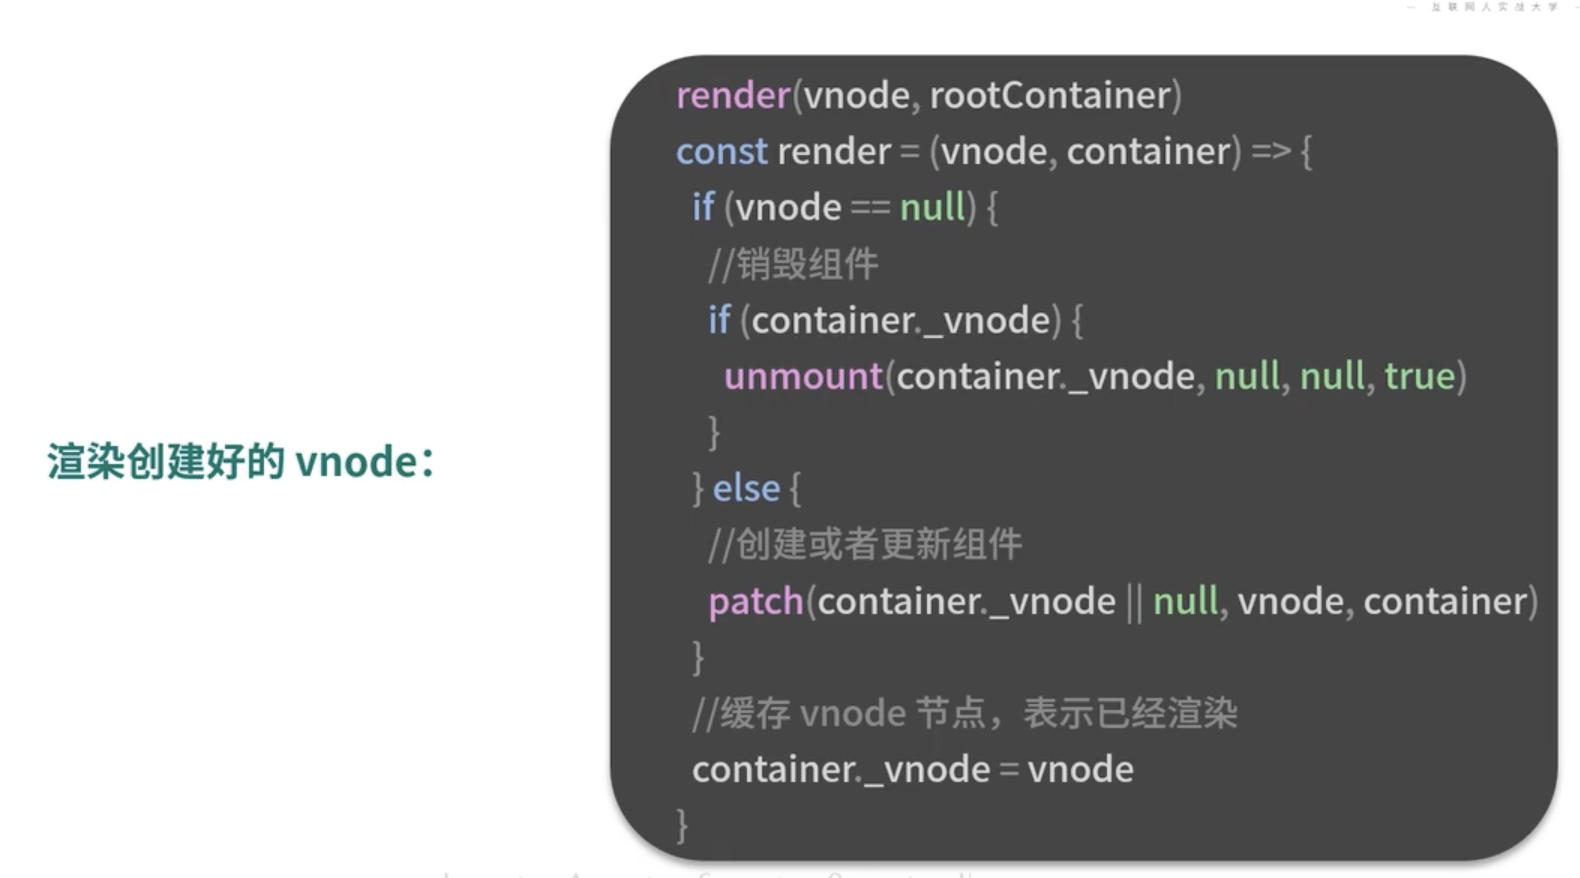 互联网人实战大学
render(vnode, rootContainer)
const render = (vnode, container) => {
if (vnode == null) {
//销毁组件
if (container._vnode) {
unmount(container._vnode, null, null, true)
}
} else {
//创建或者更新组件
patch(container._vnode || null, vnode, container)
}
//缓存 vnode 节点，表示已经渲染
container._vnode = vnode
}
渲染创建好的 vnode：